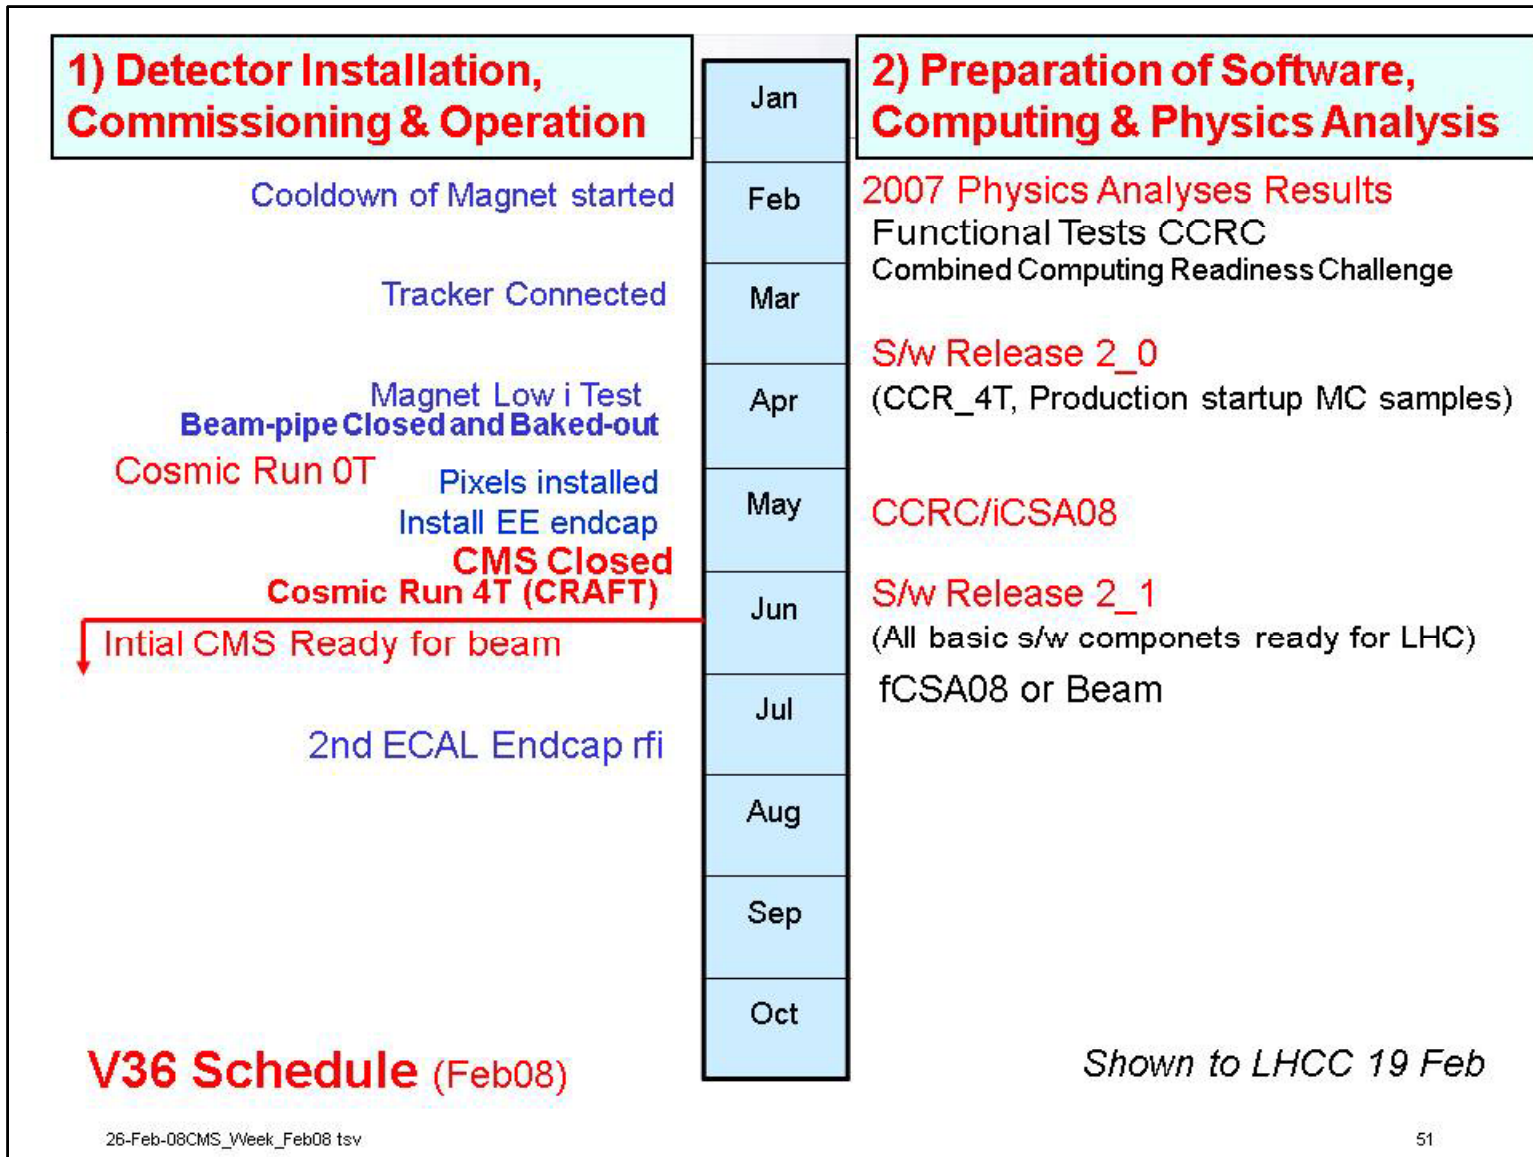 1) Detector Installation,
Commissioning & Operation
Cooldown of Magnet started
Tracker Connected
Magnet Low i Test
Beam-pipe Closed and Baked-out
Cosmic Run 0T
Pixels installed
Install EE endcap
CMS Closed
Cosmic Run 4T (CRAFT)
Intial CMS Ready for beam
2nd ECAL Endcap rfi
Jan
Feb
Mar
Apr
May
Jun
Jul
Aug
Sep
Oct
2) Preparation of Software,
Computing & Physics Analysis
2007 Physics Analyses Results
Functional Tests CCRC
Combined Computing Readiness Challenge
S/w Release 2_0
(CCR_4T, Production startup MC samples)
CCRC/iCSA08
S/w Release 2_1
(All basic s/w componets ready for LHC)
fCSA08 or Beam
V36 Schedule (Feb08)
Shown to LHCC 19 Feb
26-Feb-08CMS_Week_Feb08 tsv
51